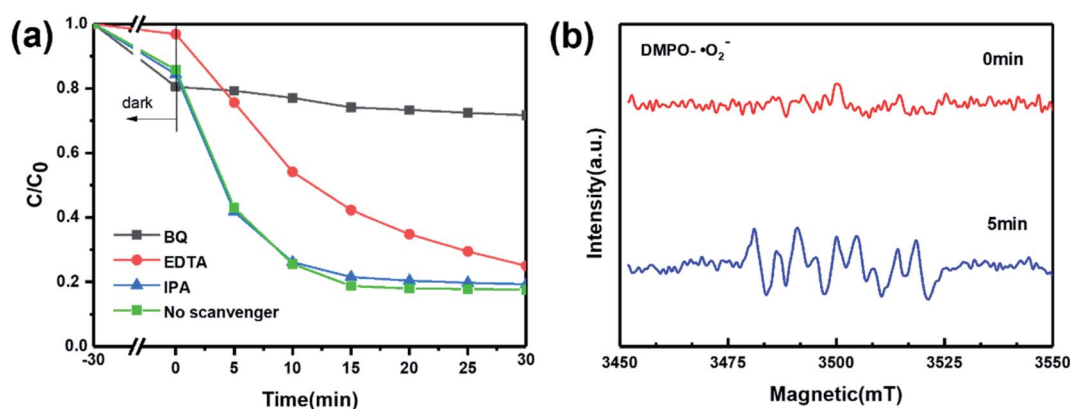 (a)
C/C0
1.0
0.8
0.6
0.4
0.2
0.0
dark
BQ
EDTA
IPA
No scanvenger
-30
0
5
10
15
20
25
30
Time(min)
(b)
DMPO- •O2-
0min
5min
Intensity(a.u.)
3450
3475
3500
3525
3550
Magnetic(mT)